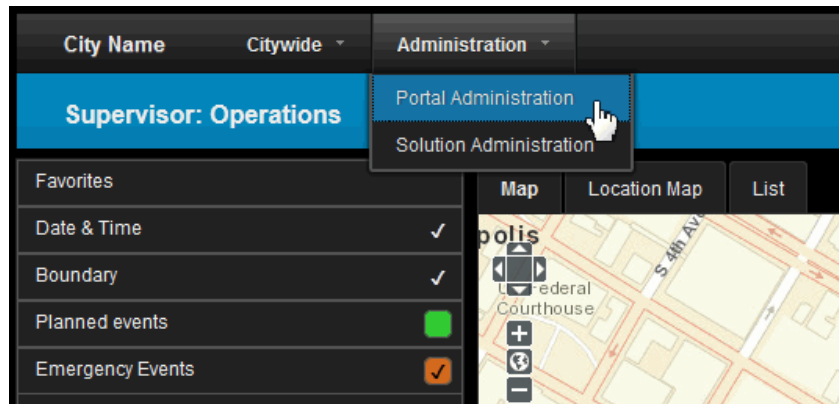 City Name Citywide Administration
Portal Administration
Supervisor: Operations
Solution Administration
Favorites
Map Location Map List
Date & Time
polis
S 4th Av
Boundary
ederal
Courthouse
Planned events
Emergency Events